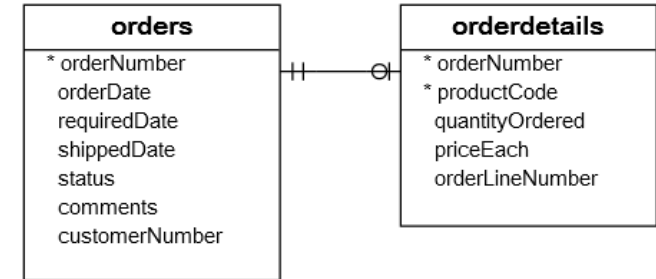 orders
* orderNumber
orderDate
requiredDate
shippedDate
status
comments
customerNumber
orderdetails
* orderNumber
* productCode
quantityOrdered
priceEach
orderLineNumber